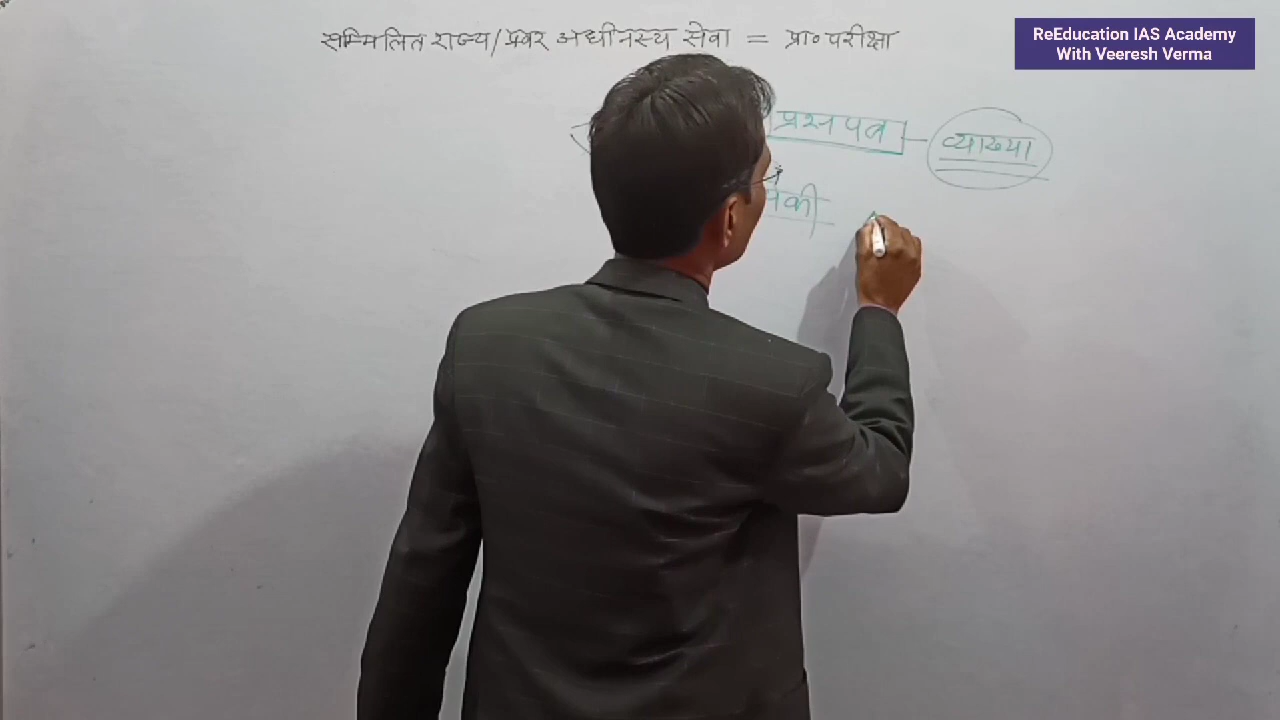 सम्मिलित राज्य/प्रवर अधीनस्थ सेवा = प्रा० परीक्षा
ReEducation IAS Academy
With Veeresh Verma
प्रश्नपत्र - व्याख्या